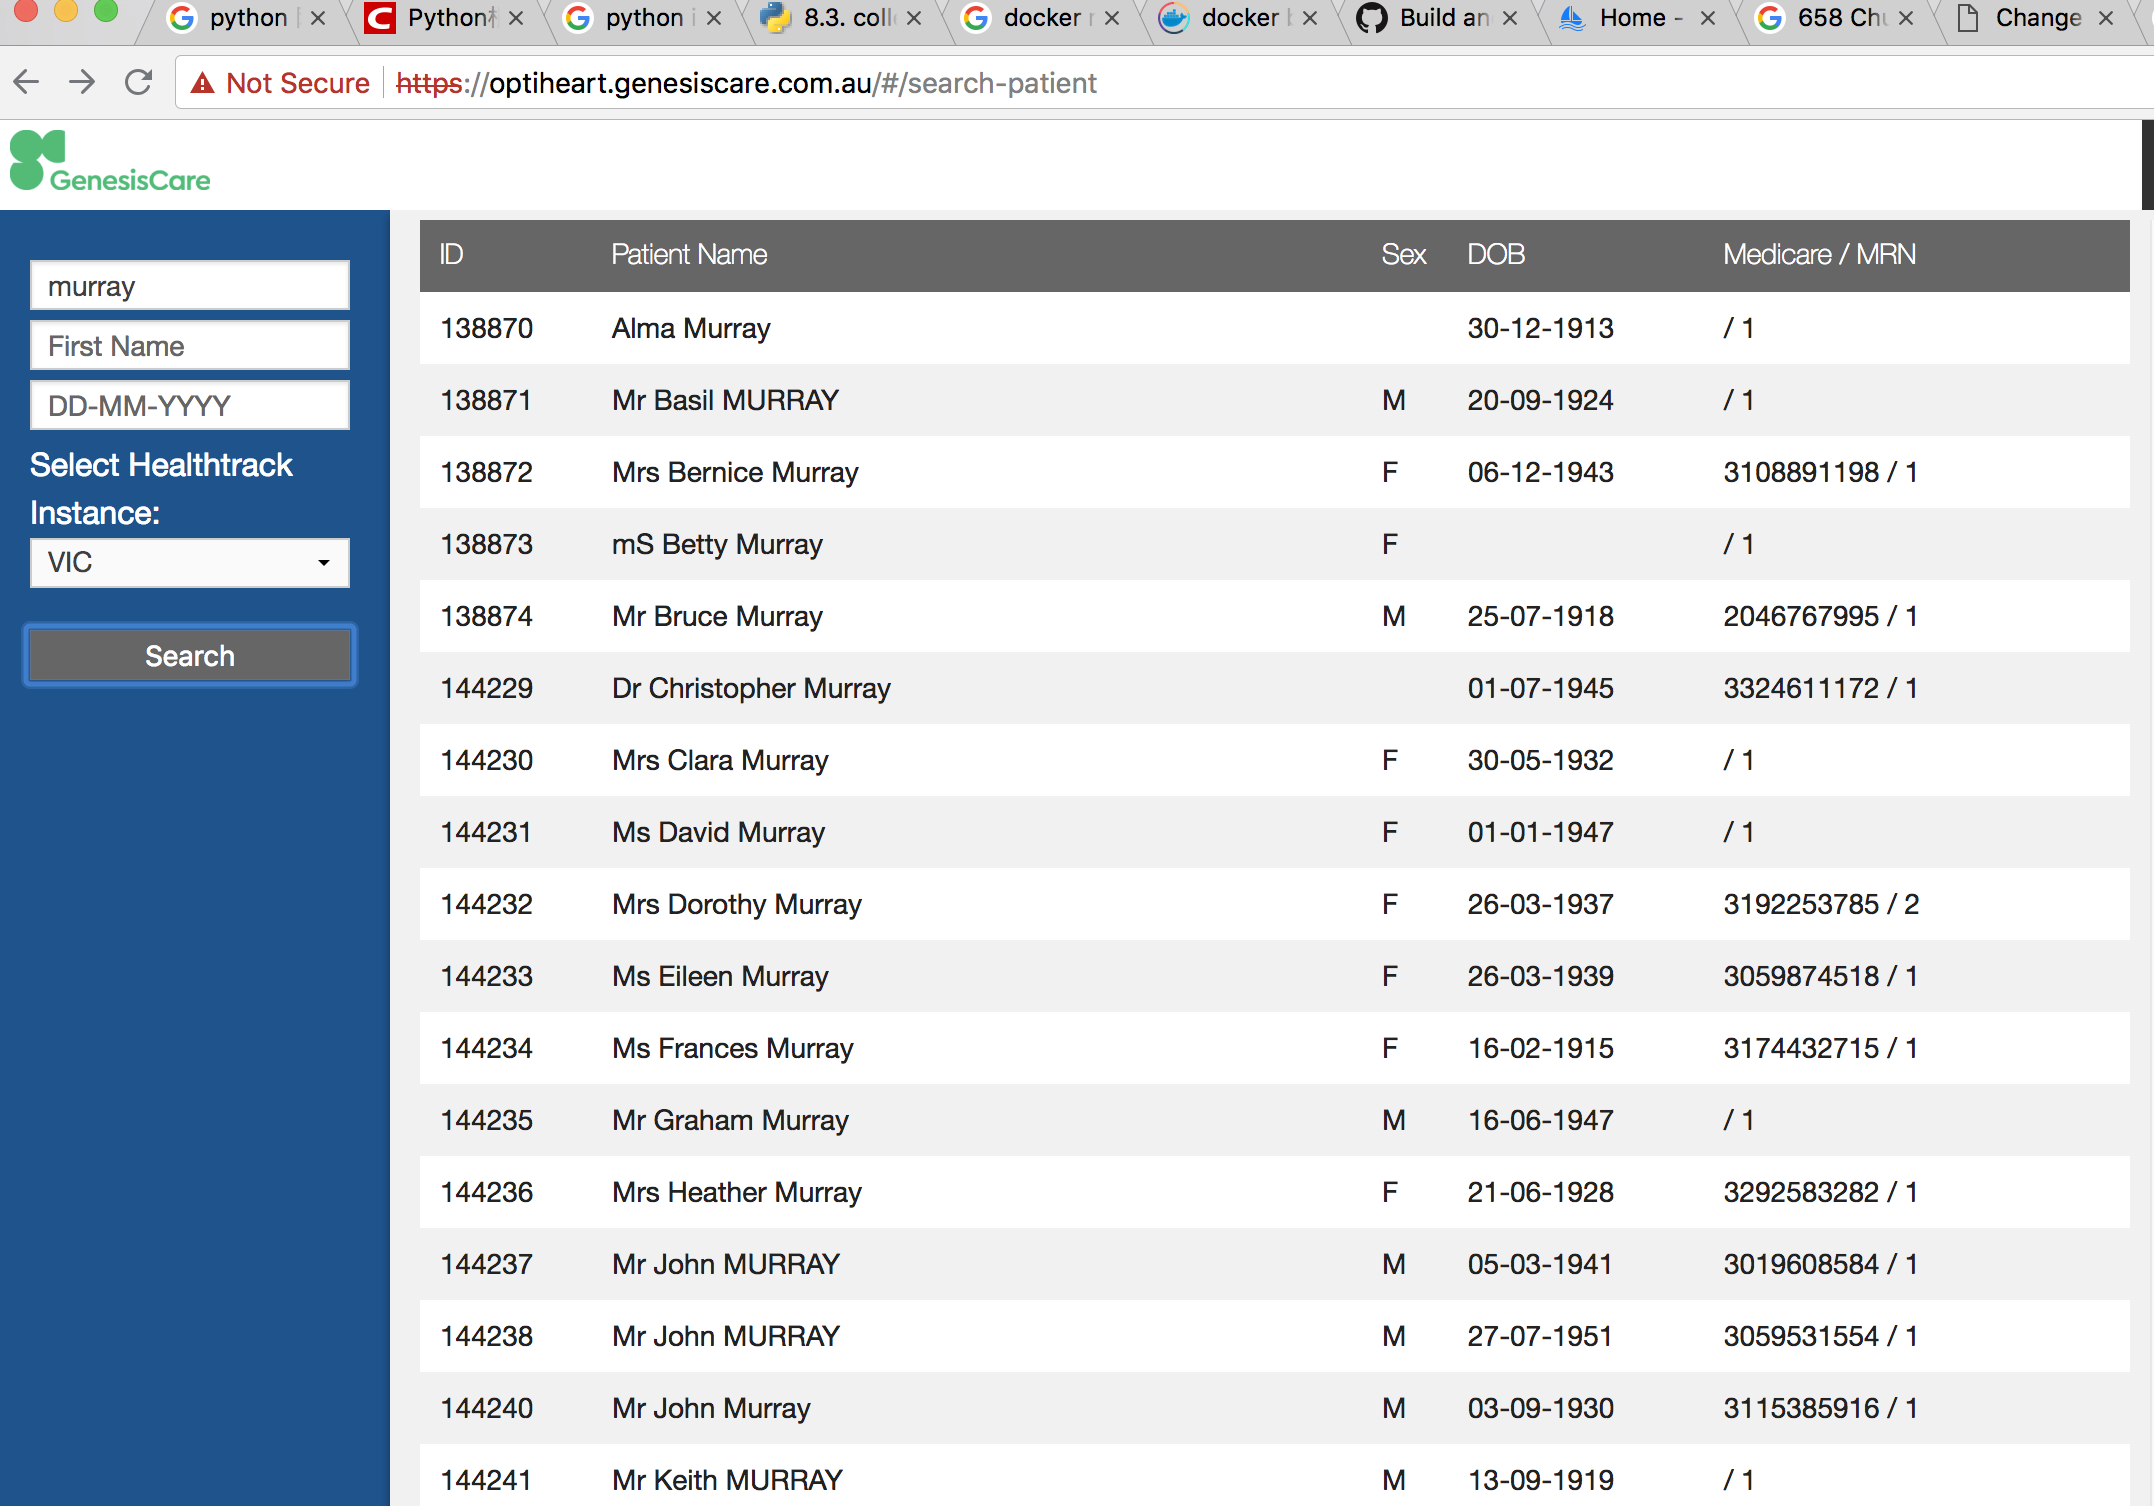 python
Python
python i
8.3. coll
docker
docker
Build an
Home -
658 Chu
Change
Not Secure https://optiheart.genesiscare.com.au/#/search-patient
GenesisCare
murray
First Name
DD-MM-YYYY
Select Healthtrack
Instance:
VIC
Search
ID Patient Name Sex DOB Medicare / MRN
138870 Alma Murray 30-12-1913 / 1
138871 Mr Basil MURRAY M 20-09-1924 / 1
138872 Mrs Bernice Murray F 06-12-1943 3108891198 / 1
138873 mS Betty Murray F / 1
138874 Mr Bruce Murray M 25-07-1918 2046767995 / 1
144229 Dr Christopher Murray 01-07-1945 3324611172 / 1
144230 Mrs Clara Murray F 30-05-1932 / 1
144231 Ms David Murray F 01-01-1947 / 1
144232 Mrs Dorothy Murray F 26-03-1937 3192253785 / 2
144233 Ms Eileen Murray F 26-03-1939 3059874518 / 1
144234 Ms Frances Murray F 16-02-1915 3174432715 / 1
144235 Mr Graham Murray M 16-06-1947 / 1
144236 Mrs Heather Murray F 21-06-1928 3292583282 / 1
144237 Mr John MURRAY M 05-03-1941 3019608584 / 1
144238 Mr John MURRAY M 27-07-1951 3059531554 / 1
144240 Mr John Murray M 03-09-1930 3115385916 / 1
144241 Mr Keith MURRAY M 13-09-1919 / 1